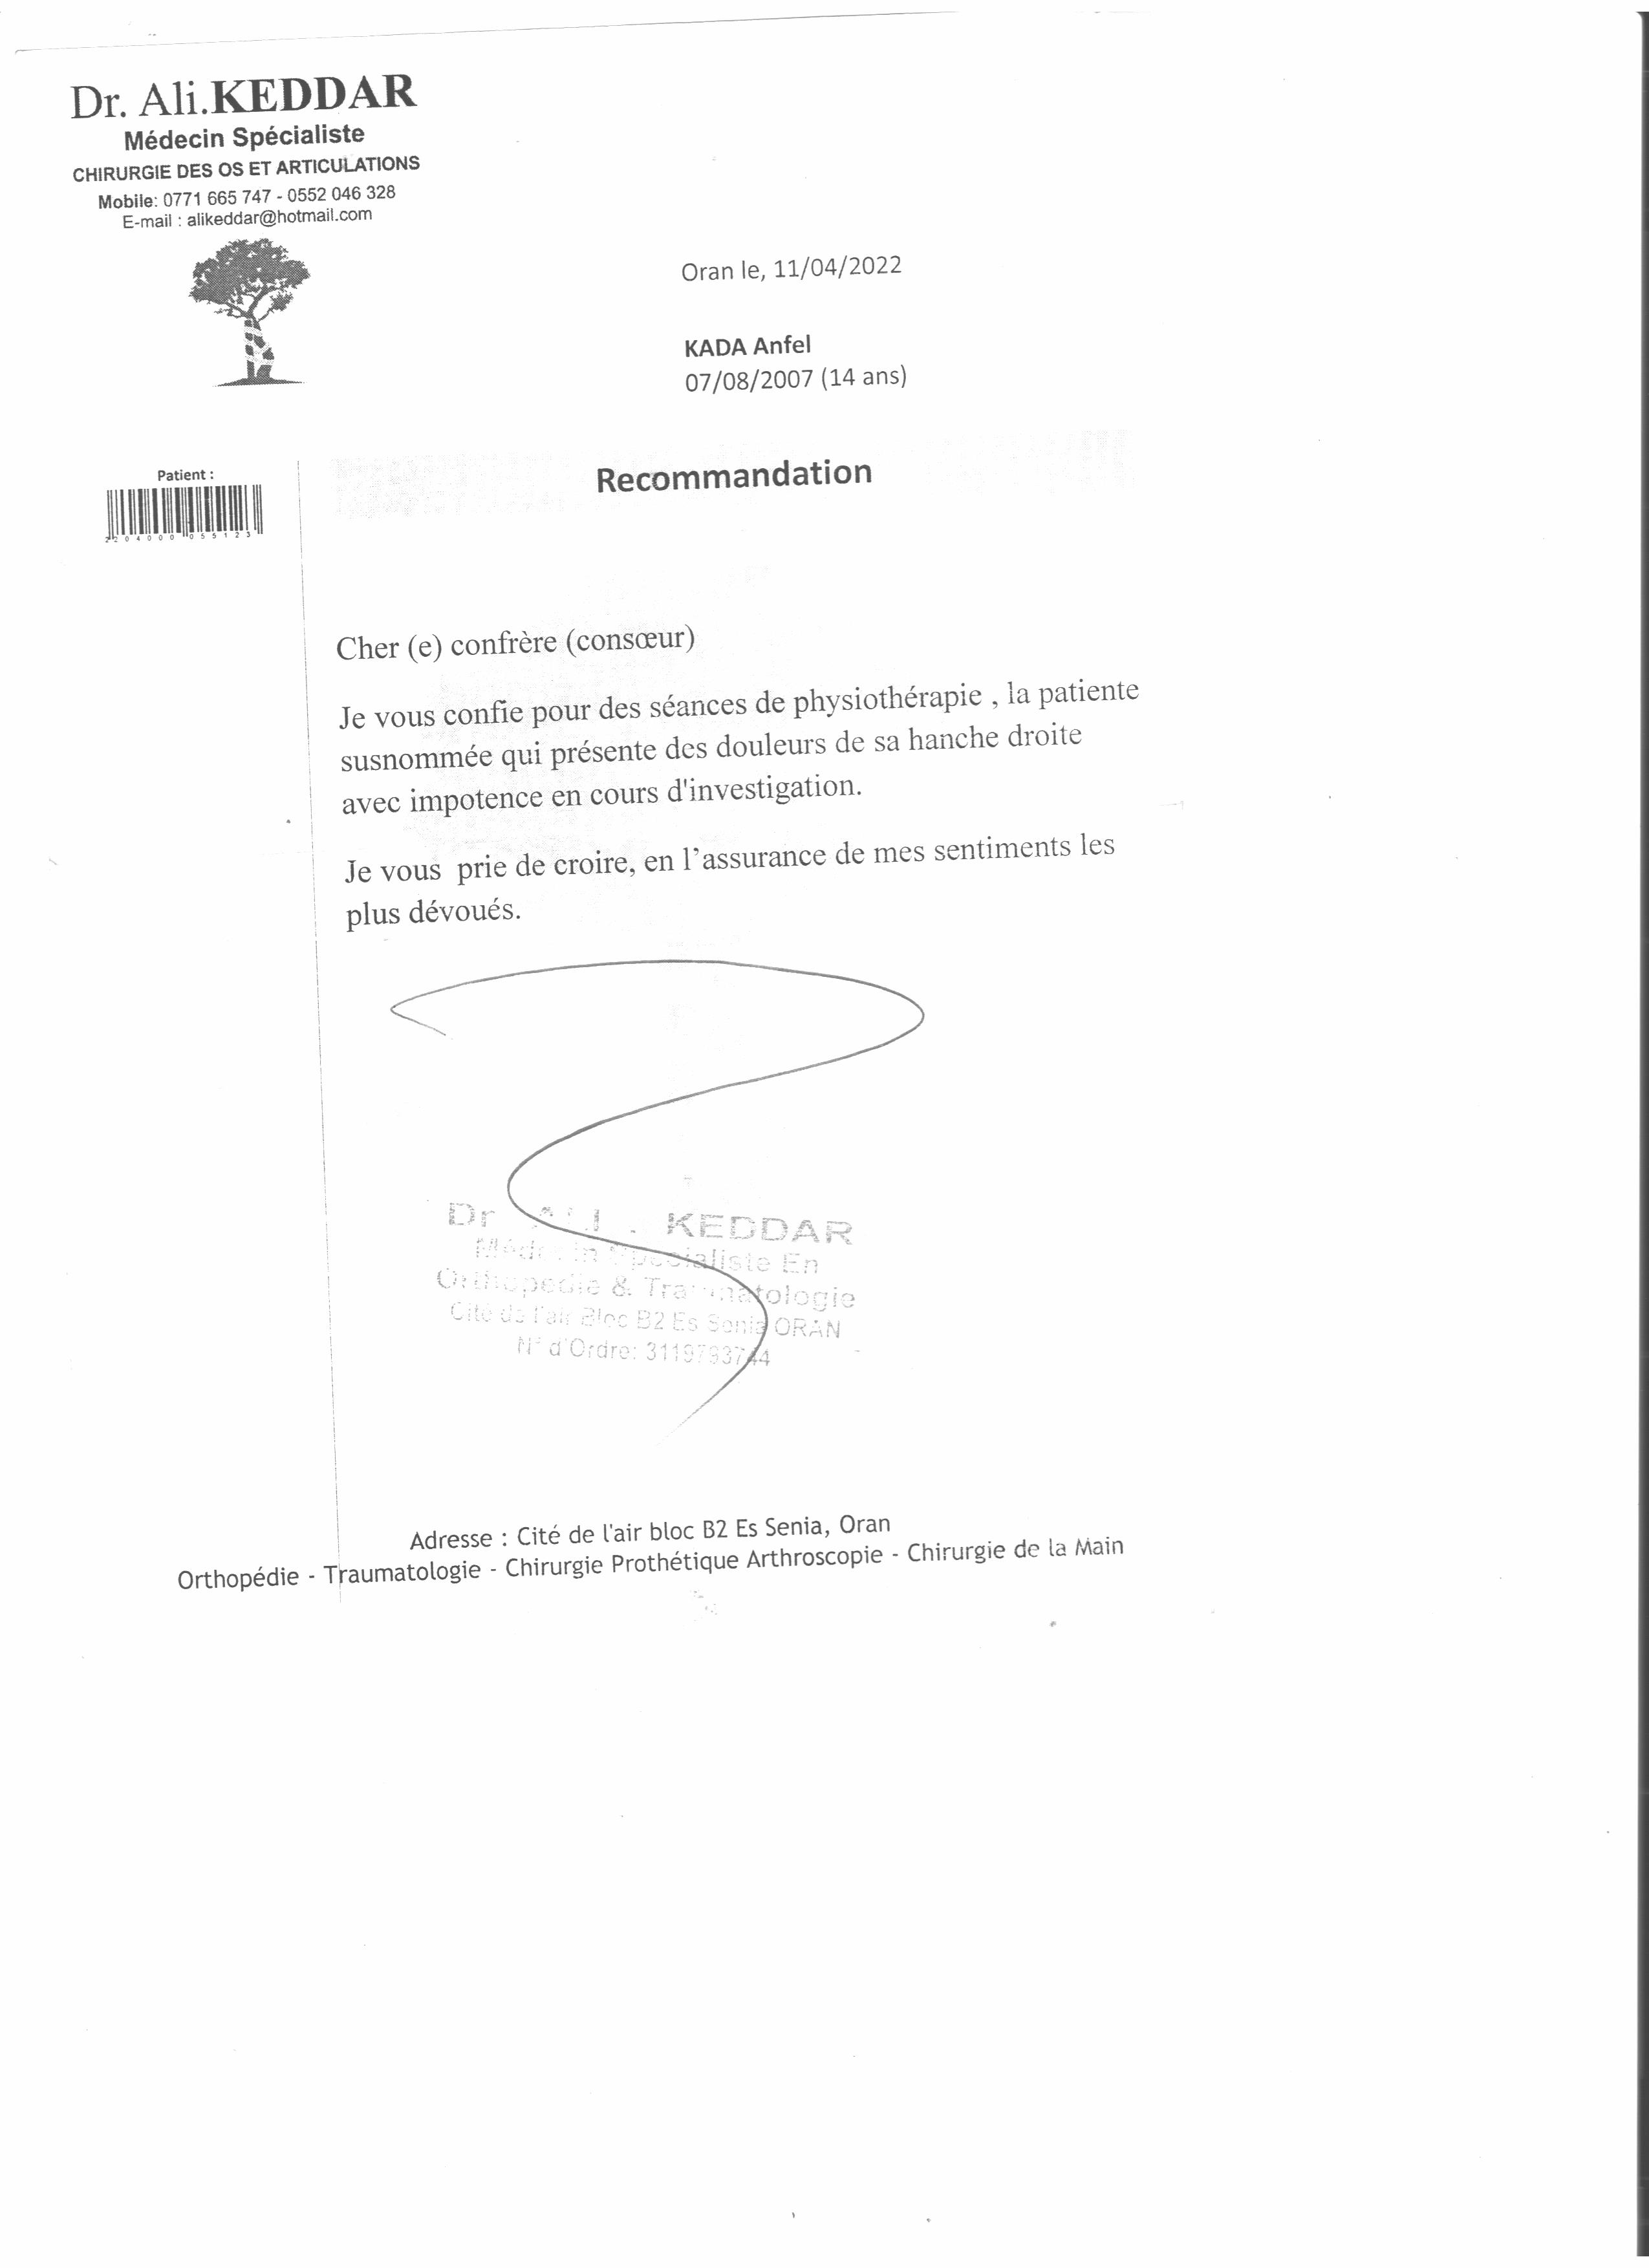 Dr. Ali.KEDDAR
Médecin Spécialiste
CHIRURGIE DES OS ET ARTICULATIONS
Mobile: 0771 665 747 - 0552 046 328
E-mail : alikeddar@hotmail.com
Oran le, 11/04/2022
KADA Anfel
07/08/2007 (14 ans)
Patient :
2204000055123
Recommandation
Cher (e) confrère (consœur)
Je vous confie pour des séances de physiothérapie , la patiente
susnommée qui présente des douleurs de sa hanche droite
avec impotence en cours d'investigation.
Je vous prie de croire, en l’assurance de mes sentiments les
plus dévoués.
Dr ALI . KEDDAR
Médecin Spécialiste En
Orthopédie & Traumatologie
Cité de l'air Bloc B2 Es Senia ORAN
N° d'Ordre:
Adresse : Cité de l'air bloc B2 Es Senia, Oran
Orthopédie - Traumatologie - Chirurgie Prothétique Arthroscopie - Chirurgie de la Main